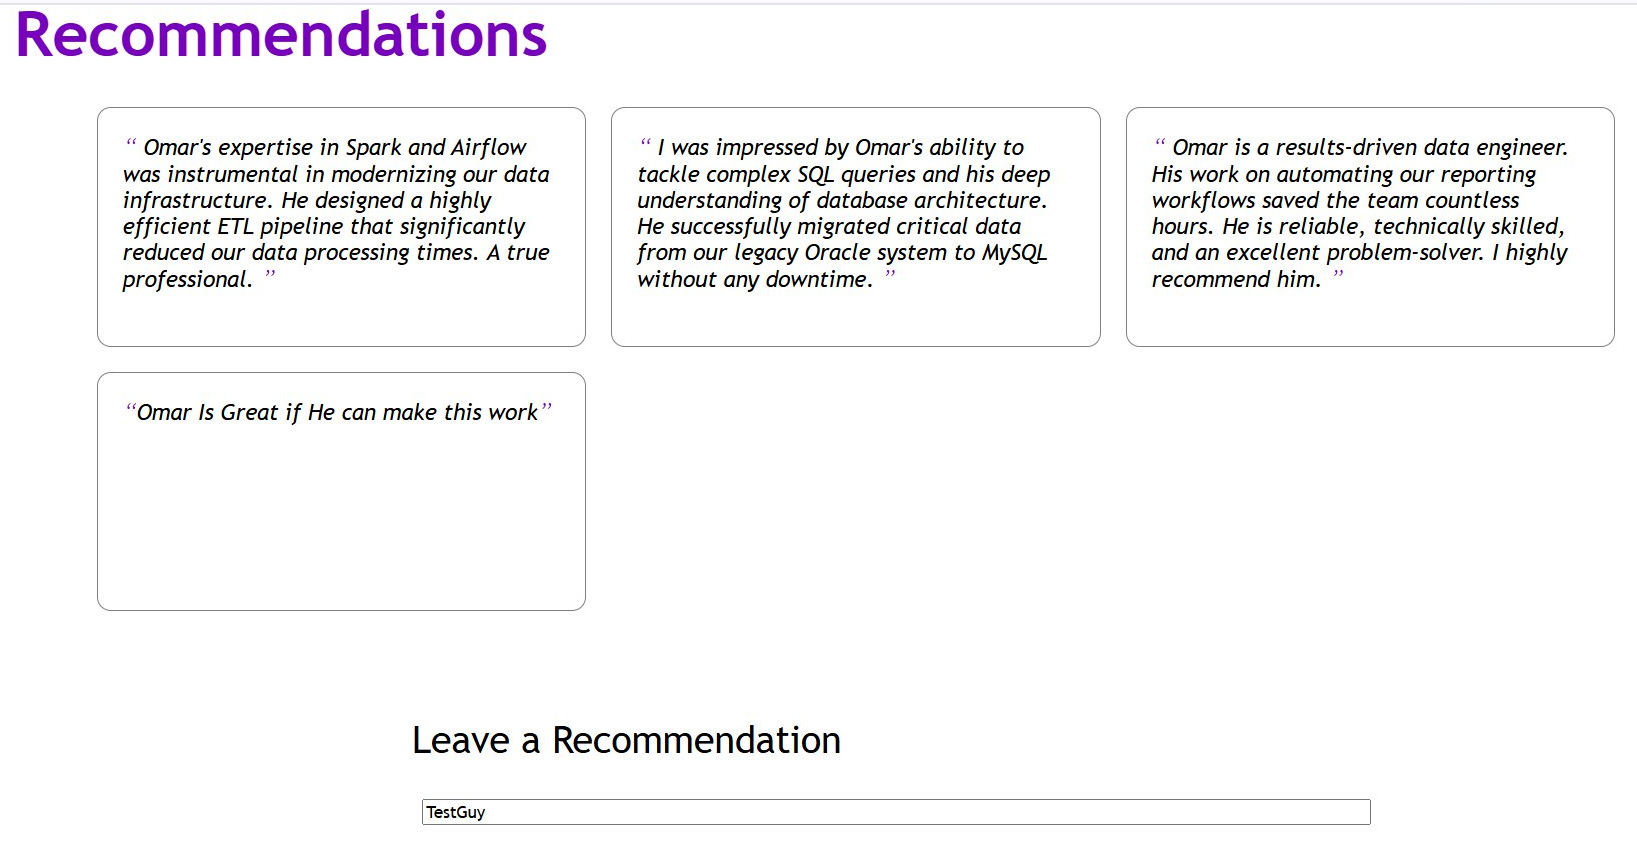 Recommendations
“ Omar's expertise in Spark and Airflow
was instrumental in modernizing our data
infrastructure. He designed a highly
efficient ETL pipeline that significantly
reduced our data processing times. A true
professional. ”
“ I was impressed by Omar's ability to
tackle complex SQL queries and his deep
understanding of database architecture.
He successfully migrated critical data
from our legacy Oracle system to MySQL
without any downtime. ”
“ Omar is a results-driven data engineer.
His work on automating our reporting
workflows saved the team countless
hours. He is reliable, technically skilled,
and an excellent problem-solver. I highly
recommend him. ”
“Omar Is Great if He can make this work”
Leave a Recommendation
TestGuy